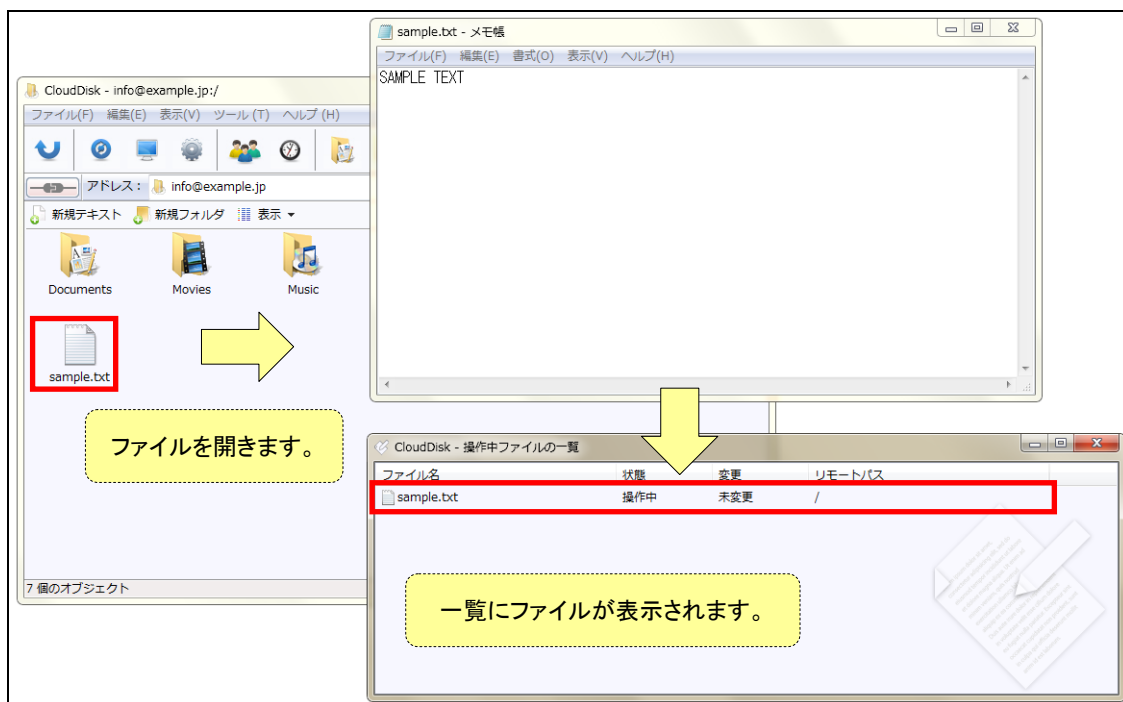 sample.txt - メモ帳
ファイル(F) 編集(E) 書式(O) 表示(V) ヘルプ(H)
SAMPLE TEXT
CloudDisk - info@example.jp:/
ファイル(F) 編集(E) 表示(V) ツール (T) ヘルプ (H)
アドレス: info@example.jp
新規テキスト 新規フォルダ 表示
Documents Movies Music
sample.txt
ファイルを開きます。
7 個のオブジェクト
CloudDisk - 操作中ファイルの一覧
ファイル名 状態 変更 リモートパス
sample.txt 操作中 未変更 /
一覧にファイルが表示されます。